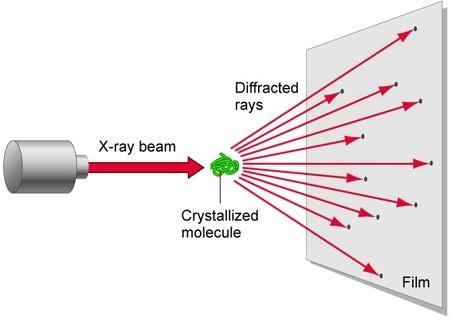 Diffracted
rays
X-ray beam
Crystallized
molecule
Film